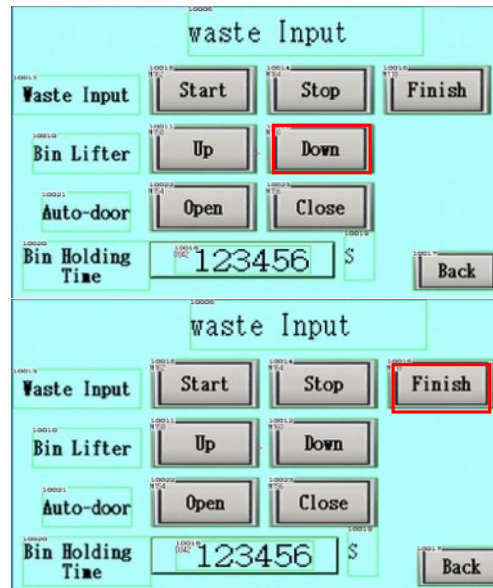 waste Input
Waste Input Start Stop Finish
Bin Lifter Up Down
Auto-door Open Close
Bin Holding Time 123456 S
Back
waste Input
Waste Input Start Stop Finish
Bin Lifter Up Down
Auto-door Open Close
Bin Holding Time 123456 S
Back